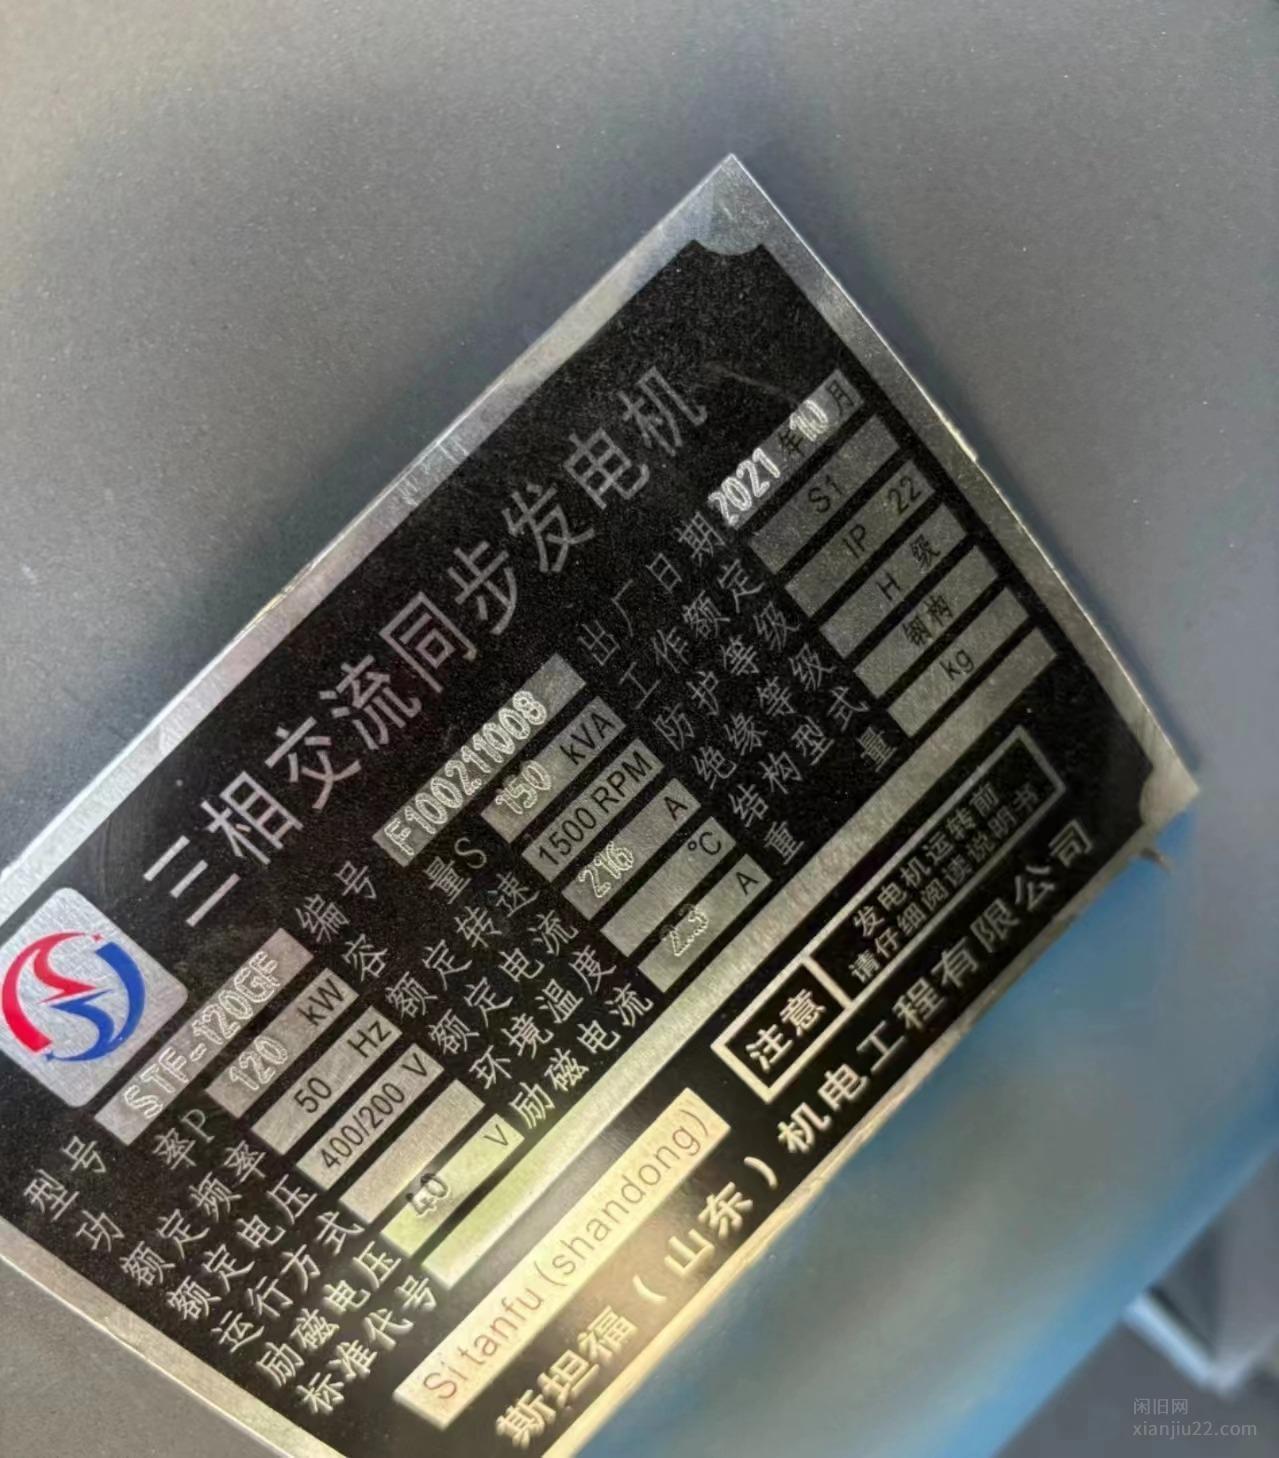 三相交流同步发电机
型号 STF-120GF 编号 F100211008 出厂日期 2021 年 10 月
功率P 120 kW 容量S 150 kVA 工作额定 S1
额定频率 50 Hz 额定转速 1500 RPM 防护等级 IP 22
额定电压 400/200 V 额定电流 216 A 绝缘等级 H 级
运行方式 环境温度 ℃ 结构型式 钢构
励磁电压 40 V 励磁电流 2.3 A 重量 kg
标准代号
注意
发电机运转前
请仔细阅读说明书
Sitanfu(shandong)
斯坦福（山东）机电工程有限公司
闲旧网
xianjiu22.com